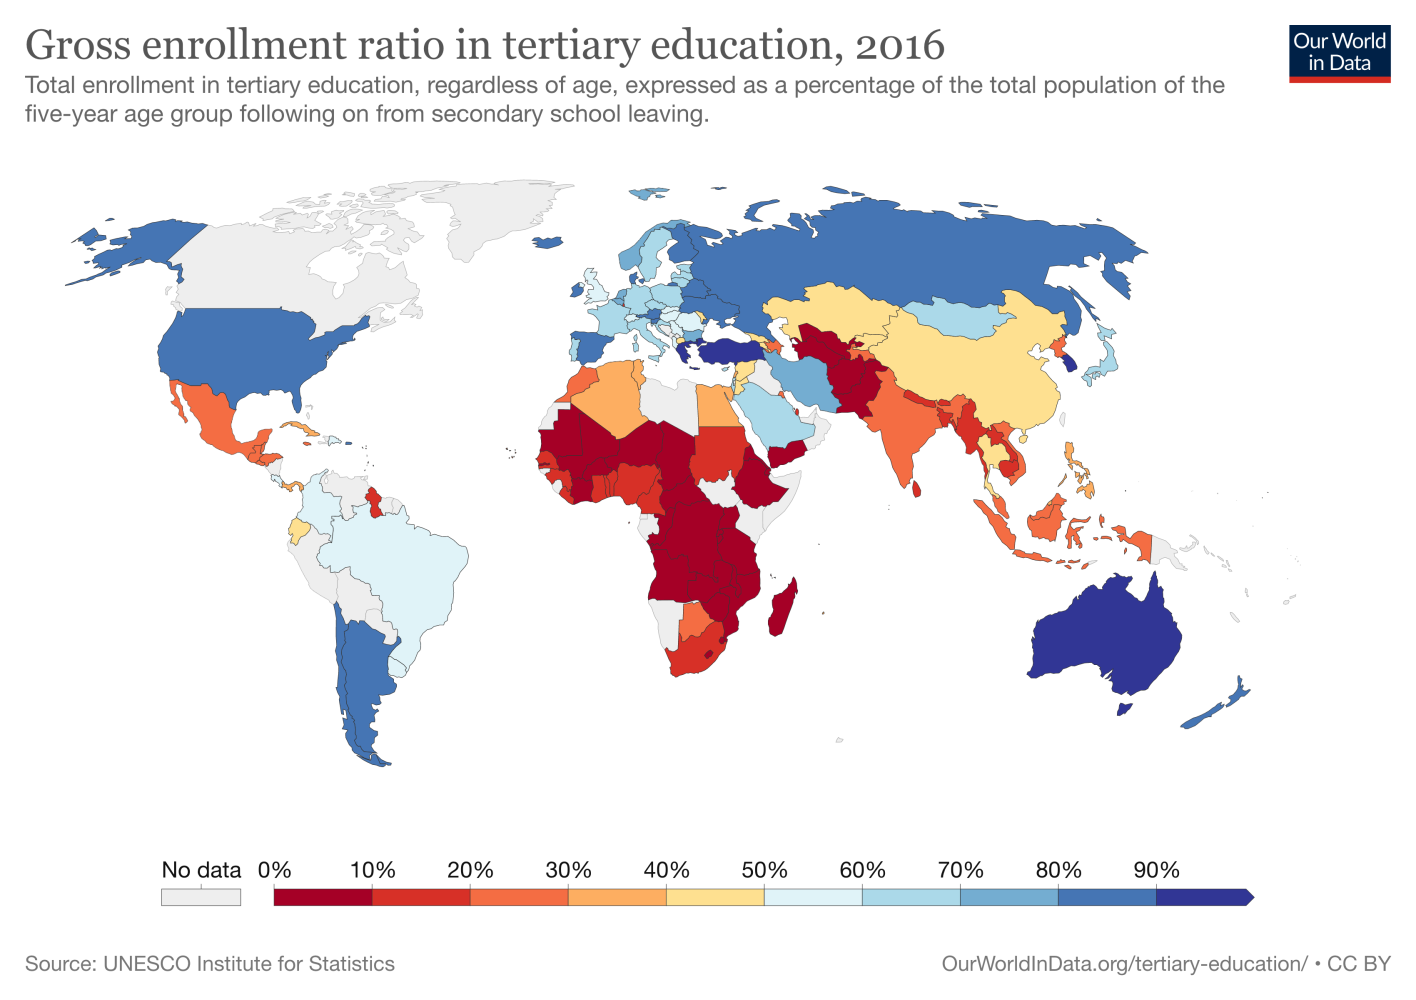 Gross enrollment ratio in tertiary education, 2016
Our World
in Data
Total enrollment in tertiary education, regardless of age, expressed as a percentage of the total population of the
five-year age group following on from secondary school leaving.
No data 0% 10% 20% 30% 40% 50% 60% 70% 80% 90%
Source: UNESCO Institute for Statistics
OurWorldInData.org/tertiary-education/ • CC BY